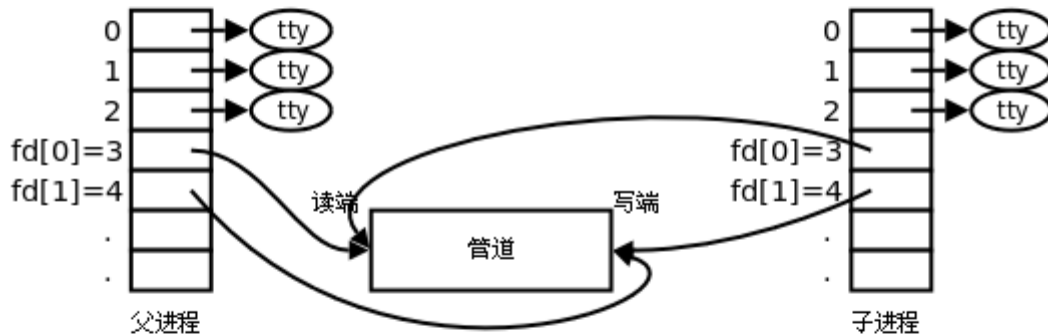 0 tty 0 tty
1 tty 1 tty
2 tty 2 tty
fd[0]=3 fd[0]=3
fd[1]=4 fd[1]=4
读端 写端
. 管道 .
. .
父进程 子进程